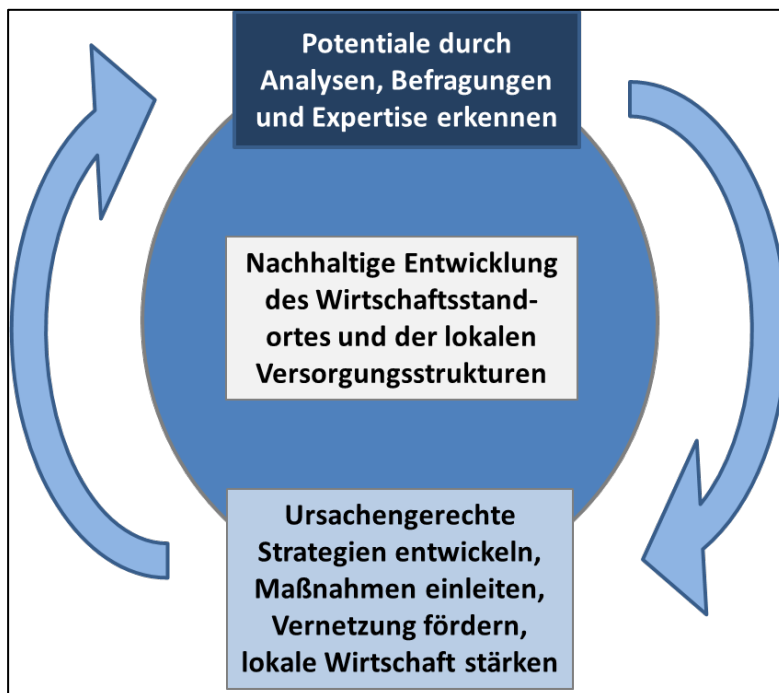 Potentiale durch
Analysen, Befragungen
und Expertise erkennen
Nachhaltige Entwicklung
des Wirtschaftsstand-
ortes und der lokalen
Versorgungsstrukturen
Ursachengerechte
Strategien entwickeln,
Maßnahmen einleiten,
Vernetzung fördern,
lokale Wirtschaft stärken